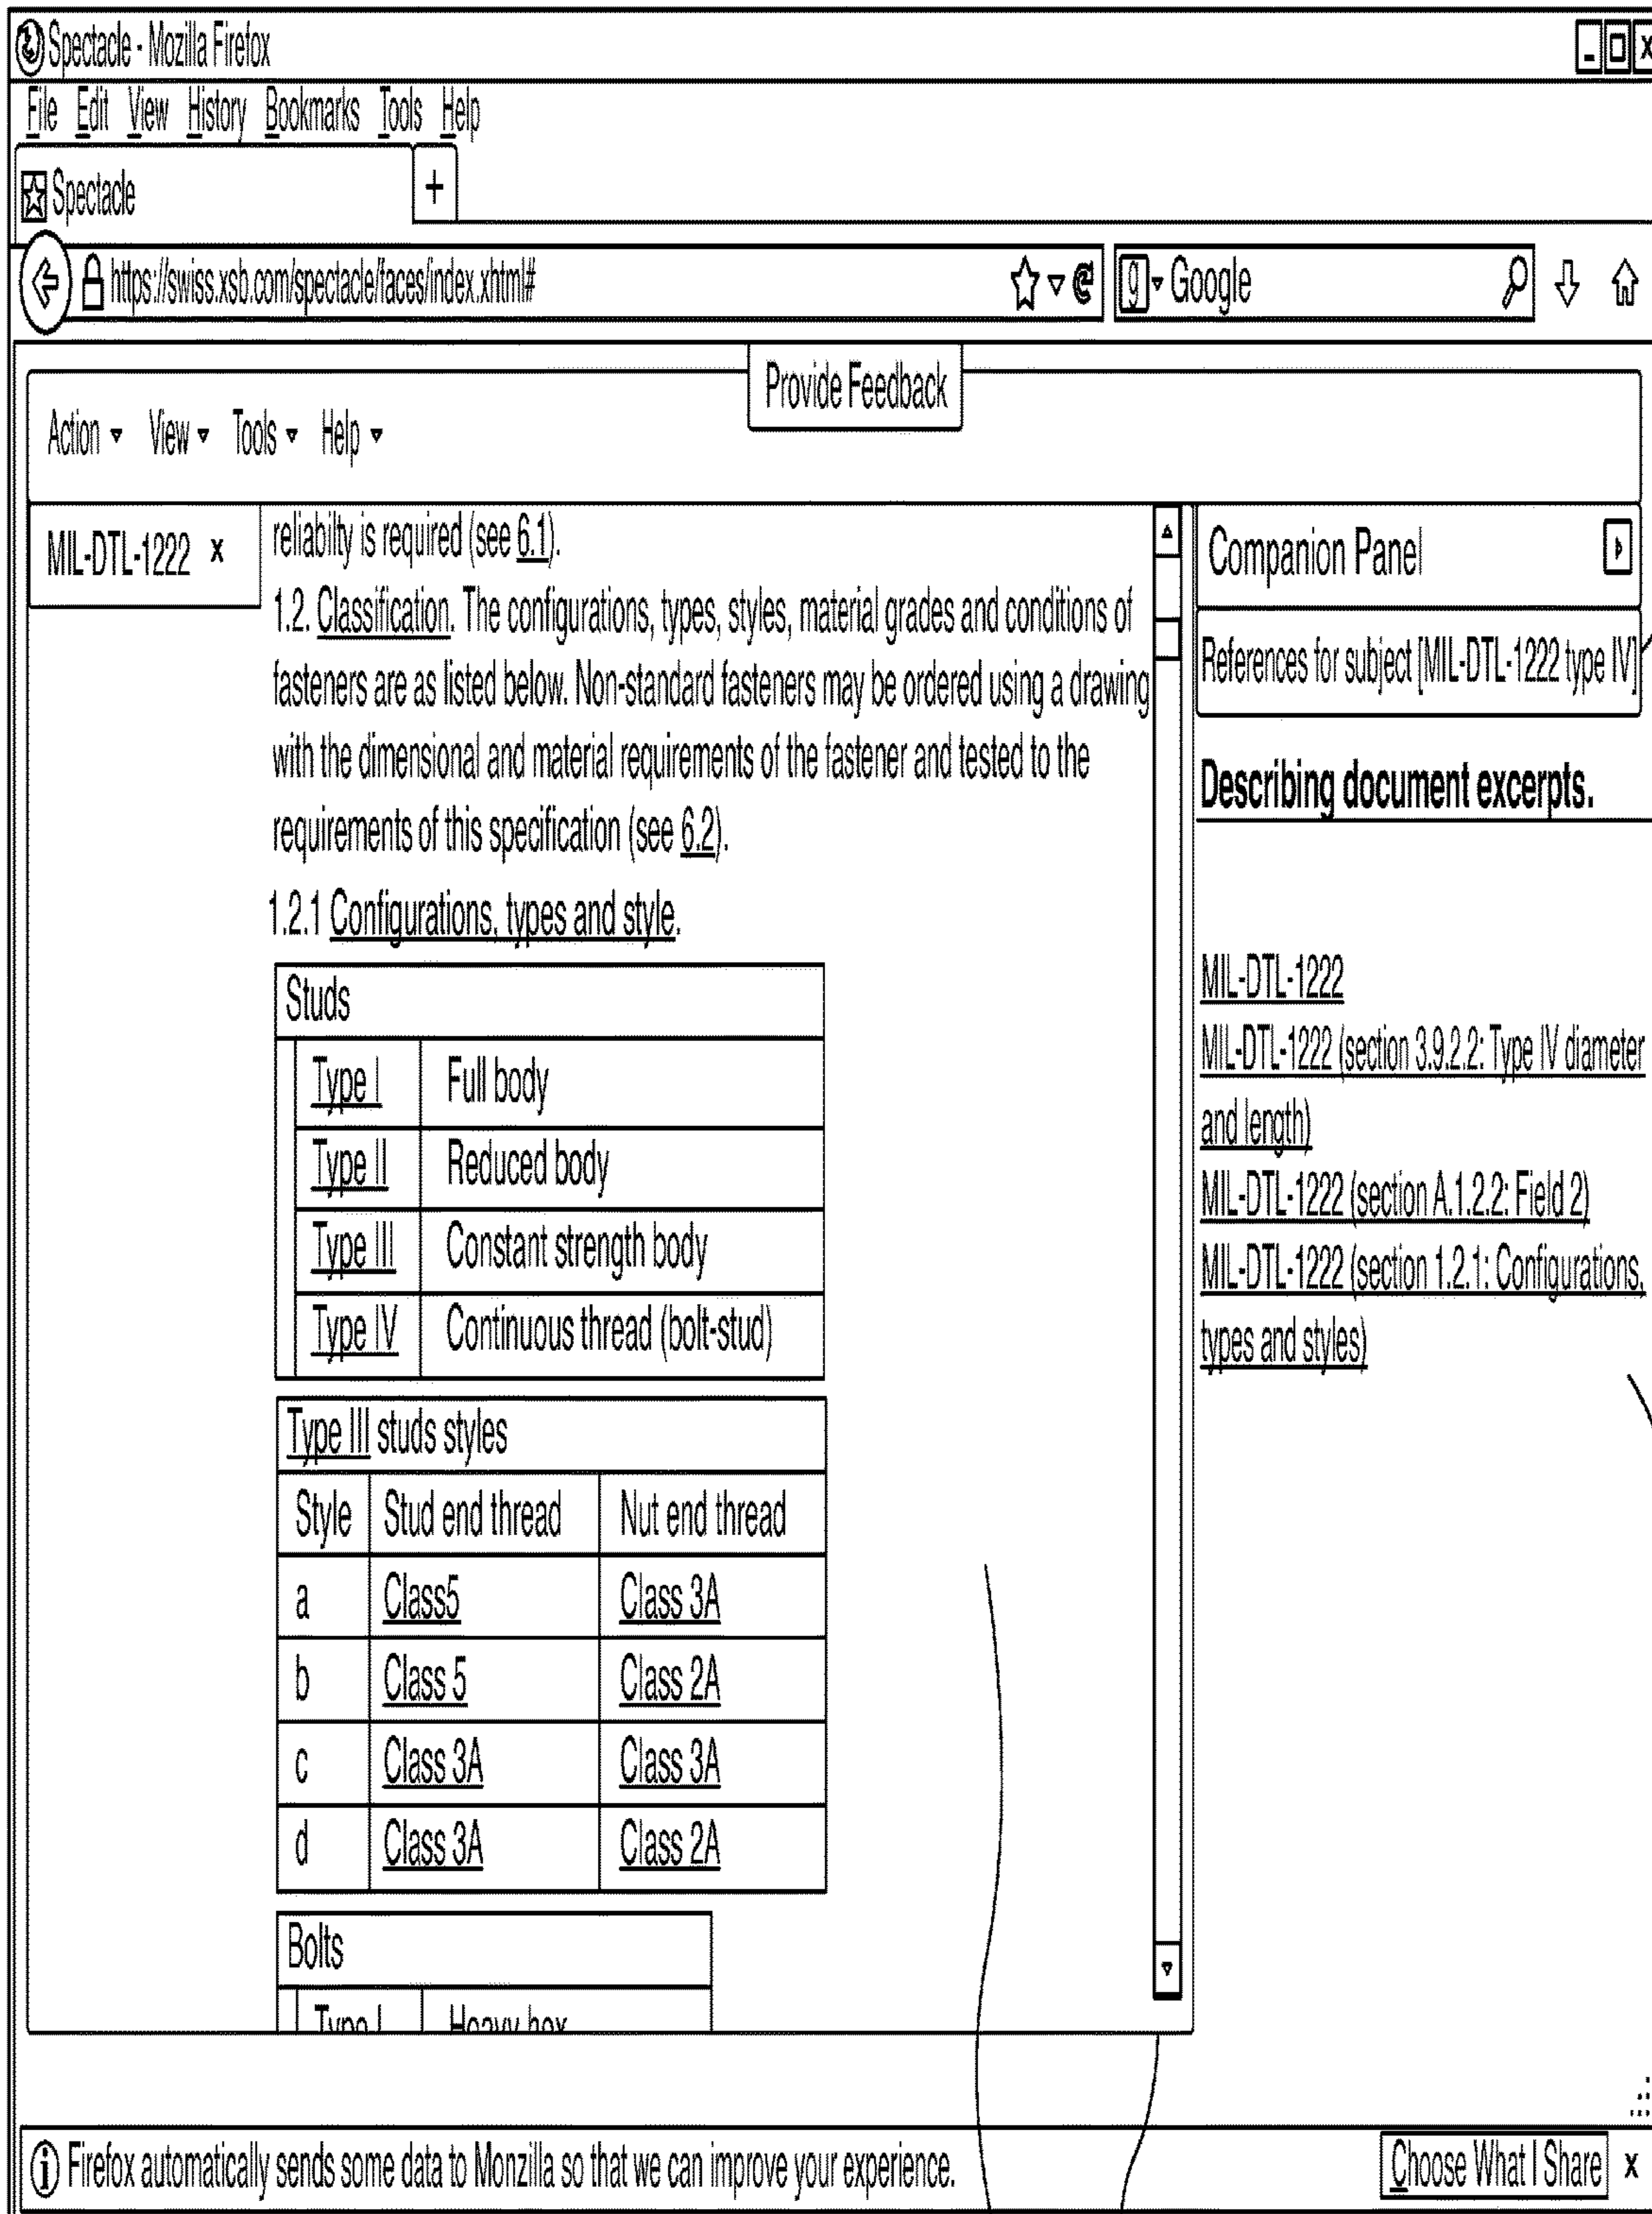 Spectacle - Mozilla Firefox
File Edit View History Bookmarks Tools Help
Spectacle +
https://swiss.xsb.com/spectacle/faces/index.xhtml#
g Google
Provide Feedback
Action View Tools Help
MIL-DTL-1222 x
reliabilty is required (see 6.1).
1.2. Classification. The configurations, types, styles, material grades and conditions of
fasteners are as listed below. Non-standard fasteners may be ordered using a drawing
with the dimensional and material requirements of the fastener and tested to the
requirements of this specification (see 6.2).
1.2.1 Configurations, types and style.
Studs
Type I Full body
Type II Reduced body
Type III Constant strength body
Type IV Continuous thread (bolt-stud)
Type III studs styles
Style Stud end thread Nut end thread
a Class5 Class 3A
b Class 5 Class 2A
c Class 3A Class 3A
d Class 3A Class 2A
Bolts
Type I Heavy hex
Companion Panel
References for subject [MIL-DTL-1222 type IV]
Describing document excerpts.
MIL-DTL-1222
MIL-DTL-1222 (section 3.9.2.2: Type IV diameter
and length)
MIL-DTL-1222 (section A.1.2.2: Field 2)
MIL-DTL-1222 (section 1.2.1: Configurations,
types and styles)
Firefox automatically sends some data to Monzilla so that we can improve your experience.
Choose What I Share x